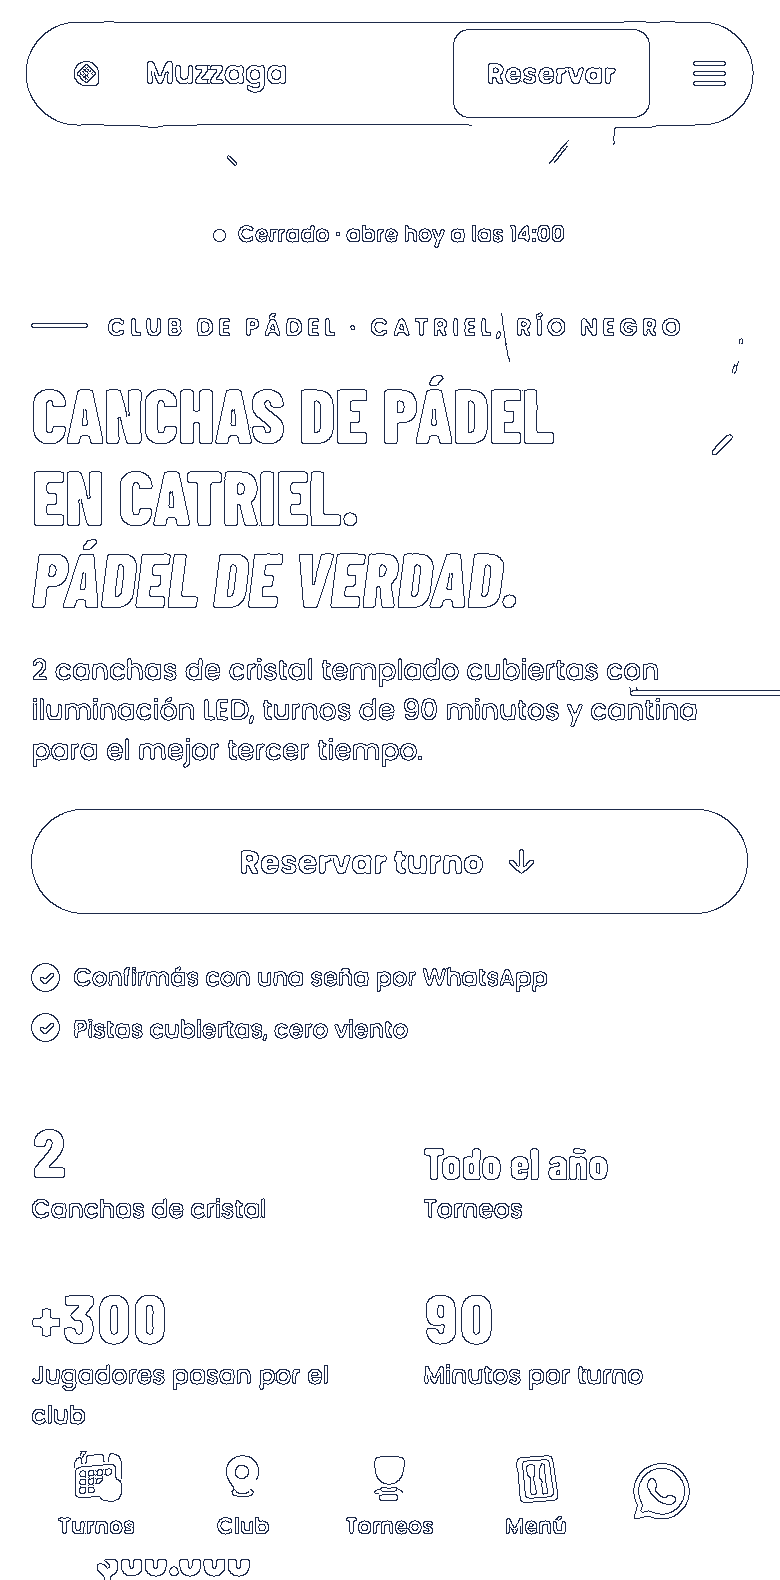 Muzzaga
Reservar
Cerrado · abre hoy a las 14:00
CLUB DE PÁDEL · CATRIEL, RÍO NEGRO
CANCHAS DE PÁDEL
EN CATRIEL.
PÁDEL DE VERDAD.
2 canchas de cristal templado cubiertas con
iluminación LED, turnos de 90 minutos y cantina
para el mejor tercer tiempo.
Reservar turno ↓
Confirmás con una seña por WhatsApp
Pistas cubiertas, cero viento
2
Canchas de cristal
Todo el año
Torneos
+300
Jugadores pasan por el
club
90
Minutos por turno
Turnos
Club
Torneos
Menú